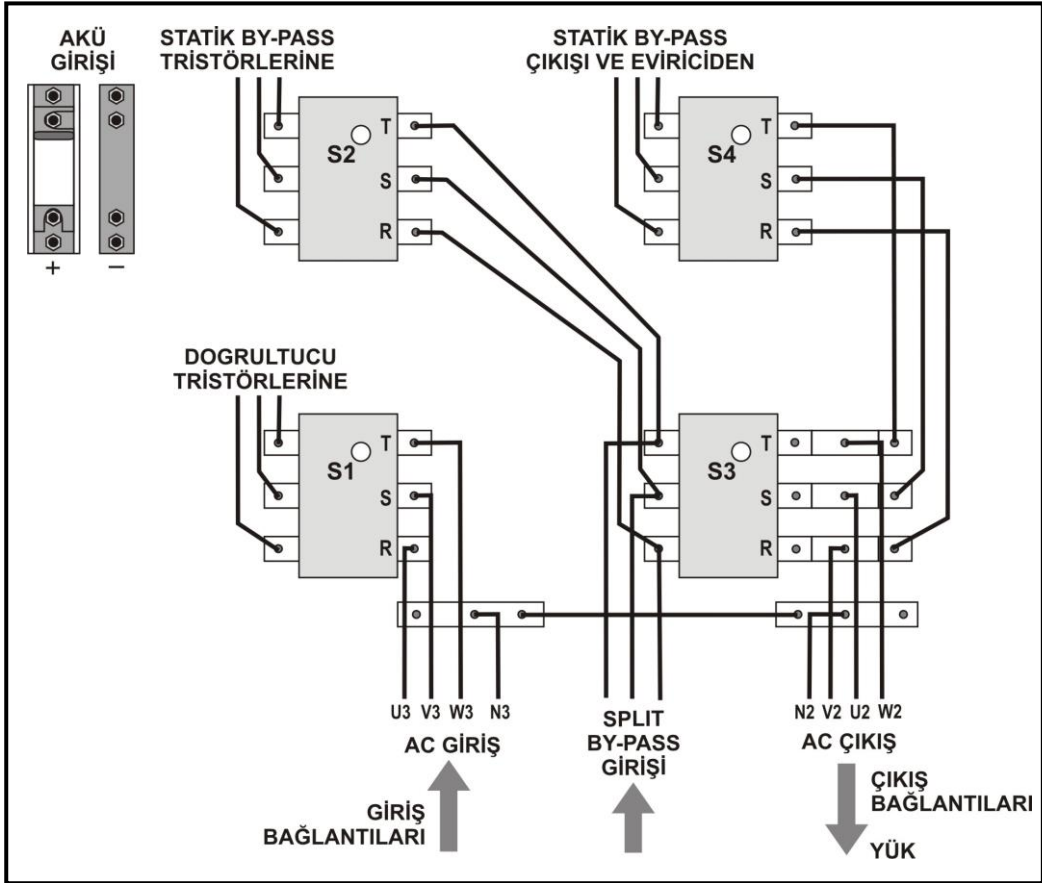 AKÜ
GİRİŞİ
+
–
STATİK BY-PASS
TRİSTÖRLERİNE
S2
T
S
R
STATİK BY-PASS
ÇIKIŞI VE EVİRİCİDEN
S4
T
S
R
DOGRULTUCU
TRİSTÖRLERİNE
S1
T
S
R
S3
T
S
R
U3 V3 W3 N3
AC GİRİŞ
GİRİŞ
BAĞLANTILARI
SPLIT
BY-PASS
GİRİŞİ
N2 V2 U2 W2
AC ÇIKIŞ
ÇIKIŞ
BAĞLANTILARI
YÜK